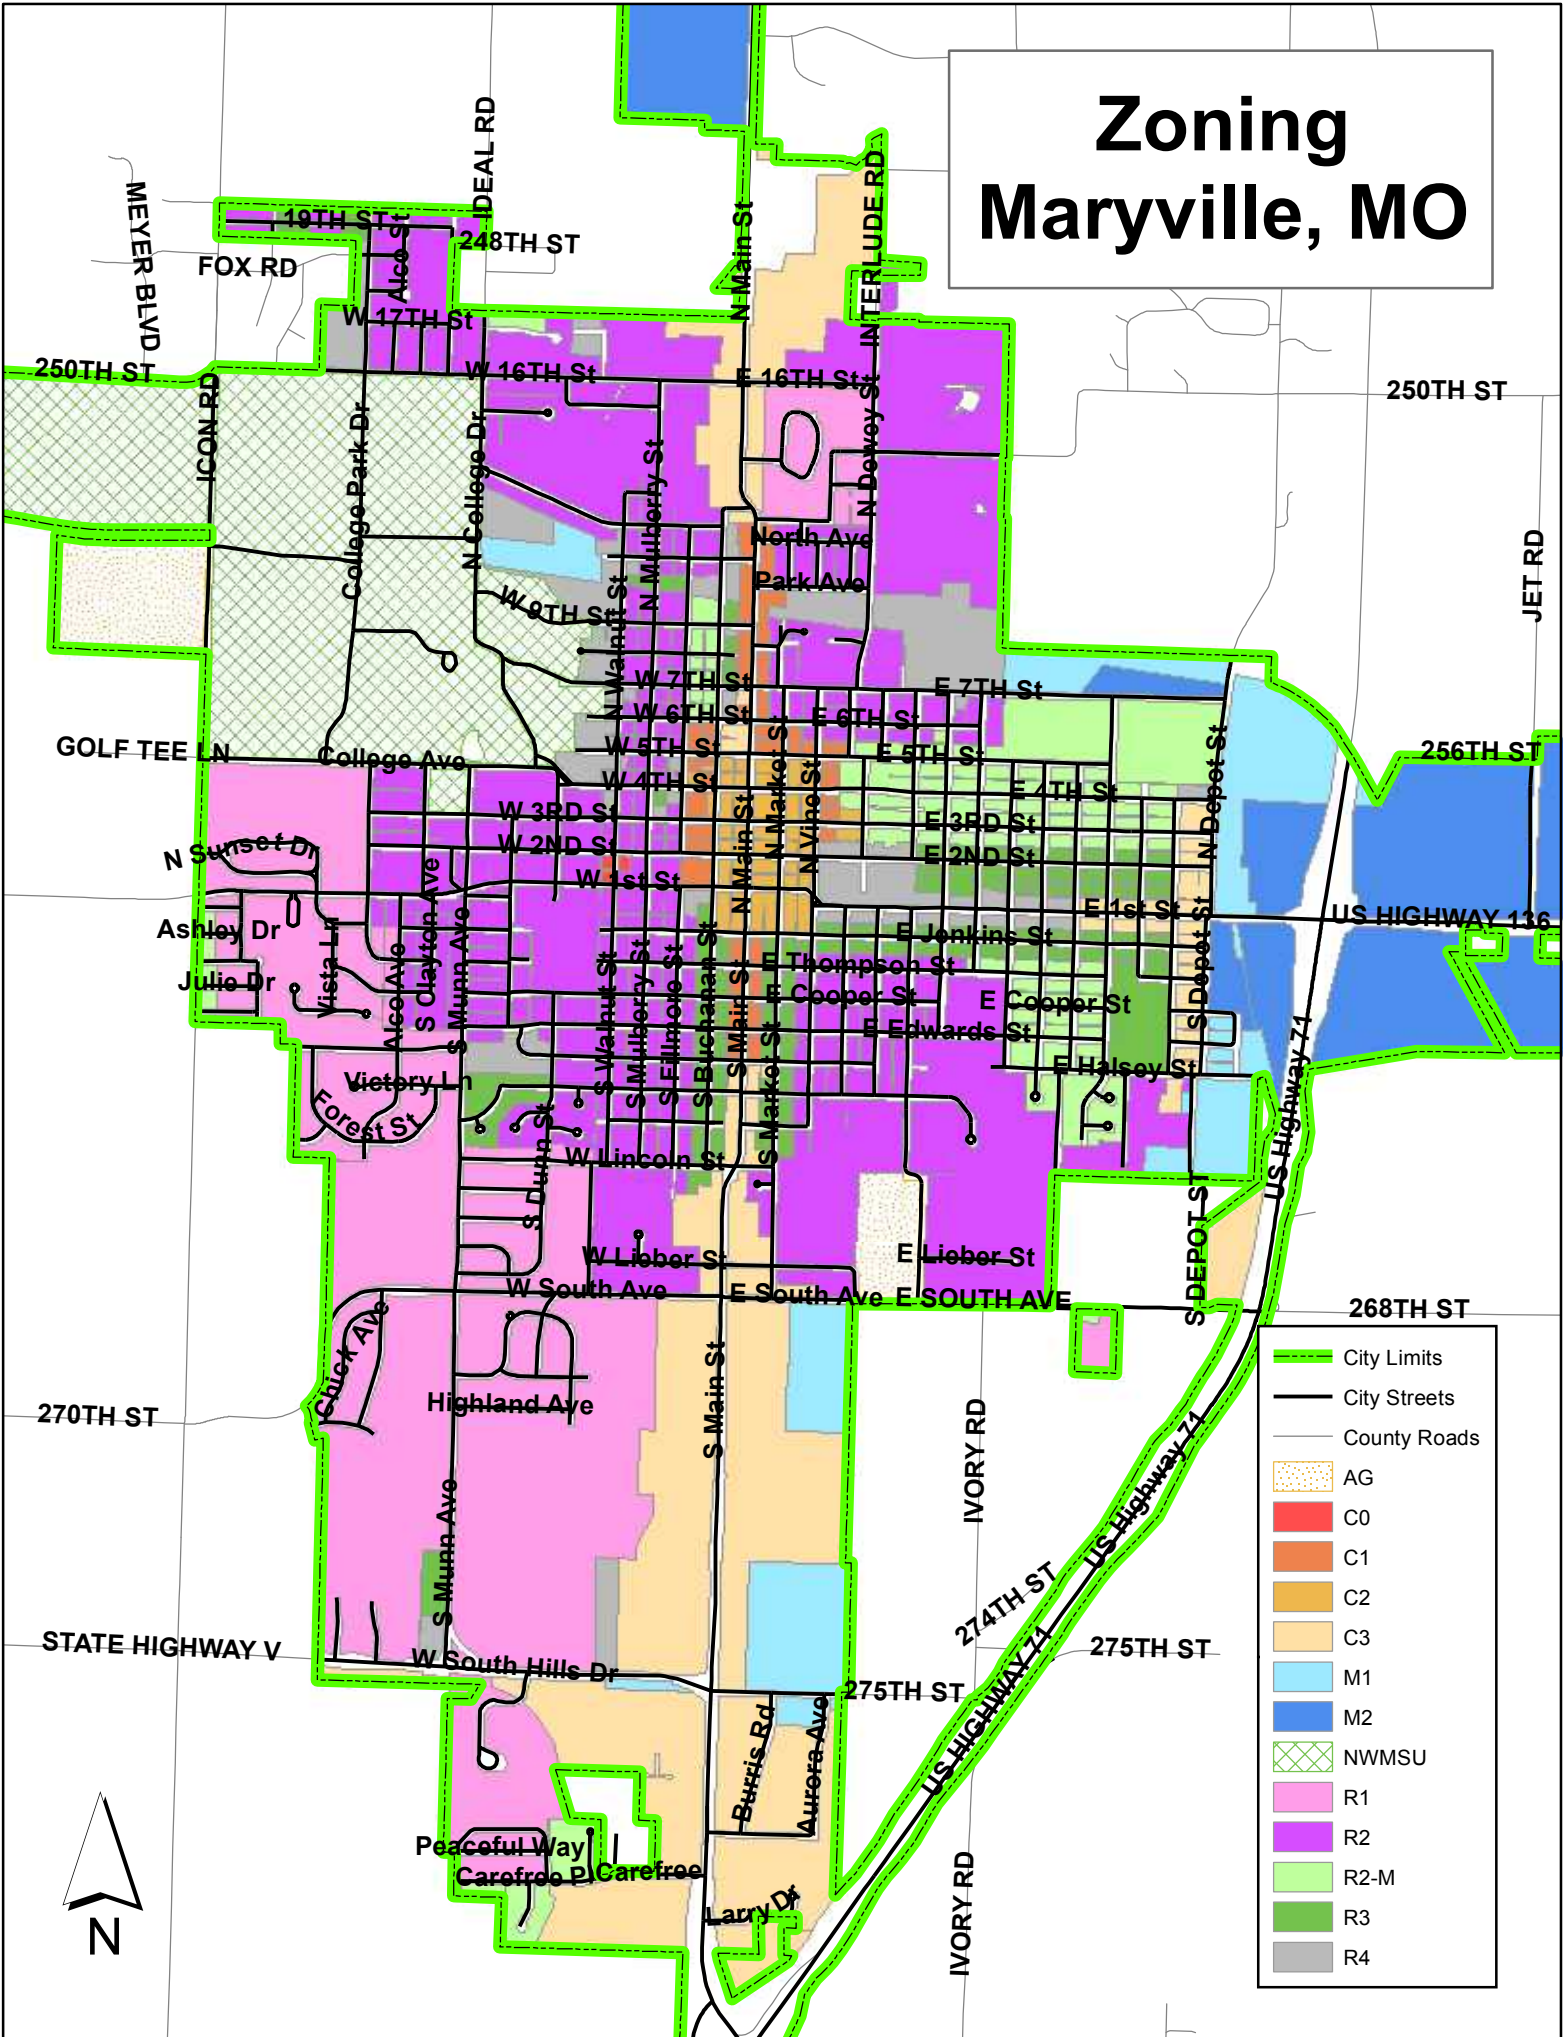 Zoning
Maryville, MO
MEYER BLVD
IDEAL RD
19TH ST
Alco St
248TH ST
FOX RD
N Main St
INTERLUDE RD
W 17TH St
250TH ST
W 16TH St
E 16TH St
250TH ST
ICON RD
College Park Dr
N College Dr
N Mulberry St
N Dewey St
North Ave
Park Ave
JET RD
W 9TH St
N Walnut St
W 7TH St
E 7TH St
W 6TH St
E 6TH St
GOLF TEE LN
College Ave
W 5TH St
E 5TH St
256TH ST
N Depot St
W 4TH St
E 4TH St
N Market St
N Vine St
W 3RD St
E 3RD St
N Main St
N Sunset Dr
W 2ND St
E 2ND St
W 1st St
E 1st St
US HIGHWAY 136
Ashley Dr
E Jenkins St
Vista Ln
Alco Ave
S Clayton Ave
S Munn Ave
E Thompson St
Julie Dr
E Cooper St
E Cooper St
S Depot St
S Walnut St
S Mulberry St
S Fillmore St
S Buchanan St
S Main St
S Market St
E Edwards St
Victory Ln
E Halsey St
US Highway 71
Forest St
S Dunn St
W Lincoln St
W Lieber St
E Lieber St
S DEPOT ST
W South Ave
E South Ave
E SOUTH AVE
268TH ST
Chick Ave
Highland Ave
S Main St
270TH ST
IVORY RD
US Highway 71
S Munn Ave
274TH ST
STATE HIGHWAY V
W South Hills Dr
275TH ST
275TH ST
US HIGHWAY 71
Burris Rd
Aurora Ave
Peaceful Way
Carefree Pl
Carefree
Larry Dr
IVORY RD
N
City Limits
City Streets
County Roads
AG
C0
C1
C2
C3
M1
M2
NWMSU
R1
R2
R2-M
R3
R4